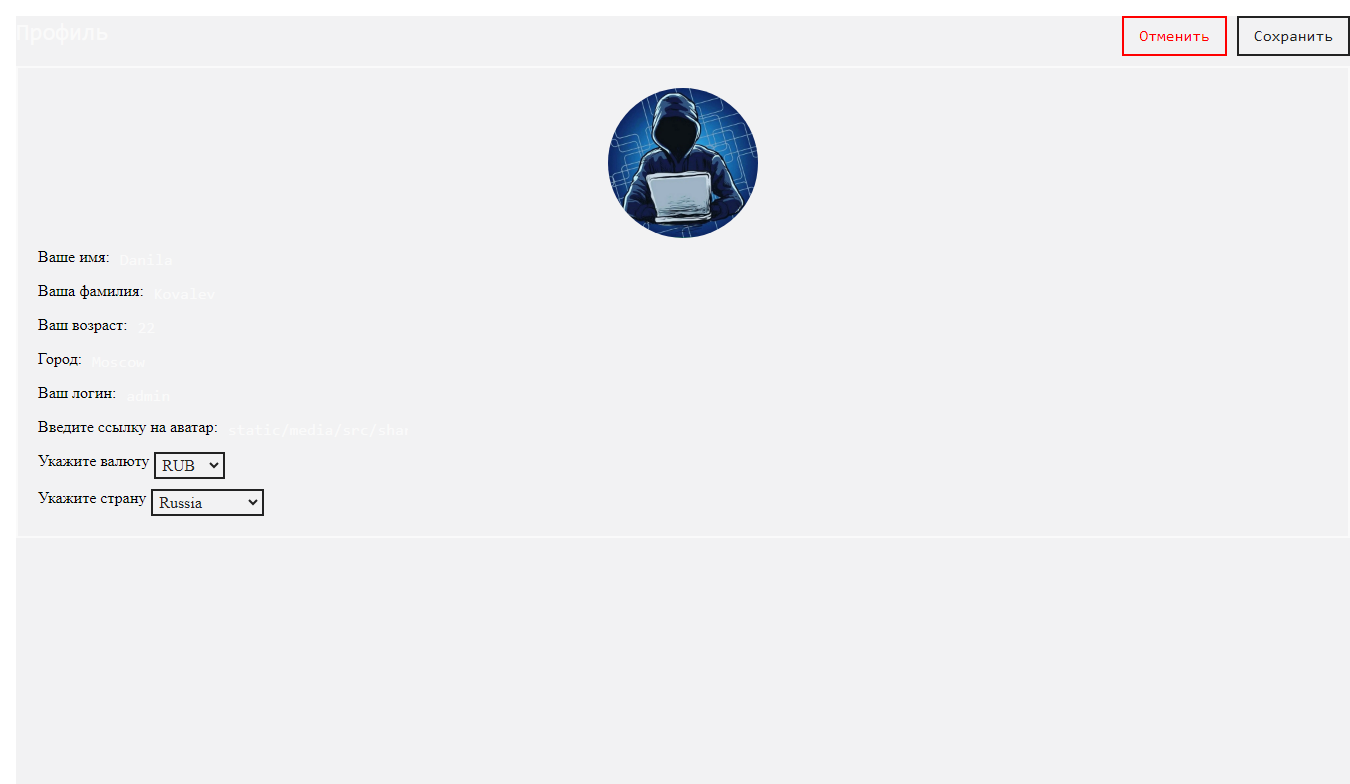 Профиль
Отменить Сохранить
Ваше имя: Danila
Ваша фамилия: Kovalev
Ваш возраст: 22
Город: Moscow
Ваш логин: admin
Введите ссылку на аватар: static/media/src/shar
Укажите валюту RUB
Укажите страну Russia